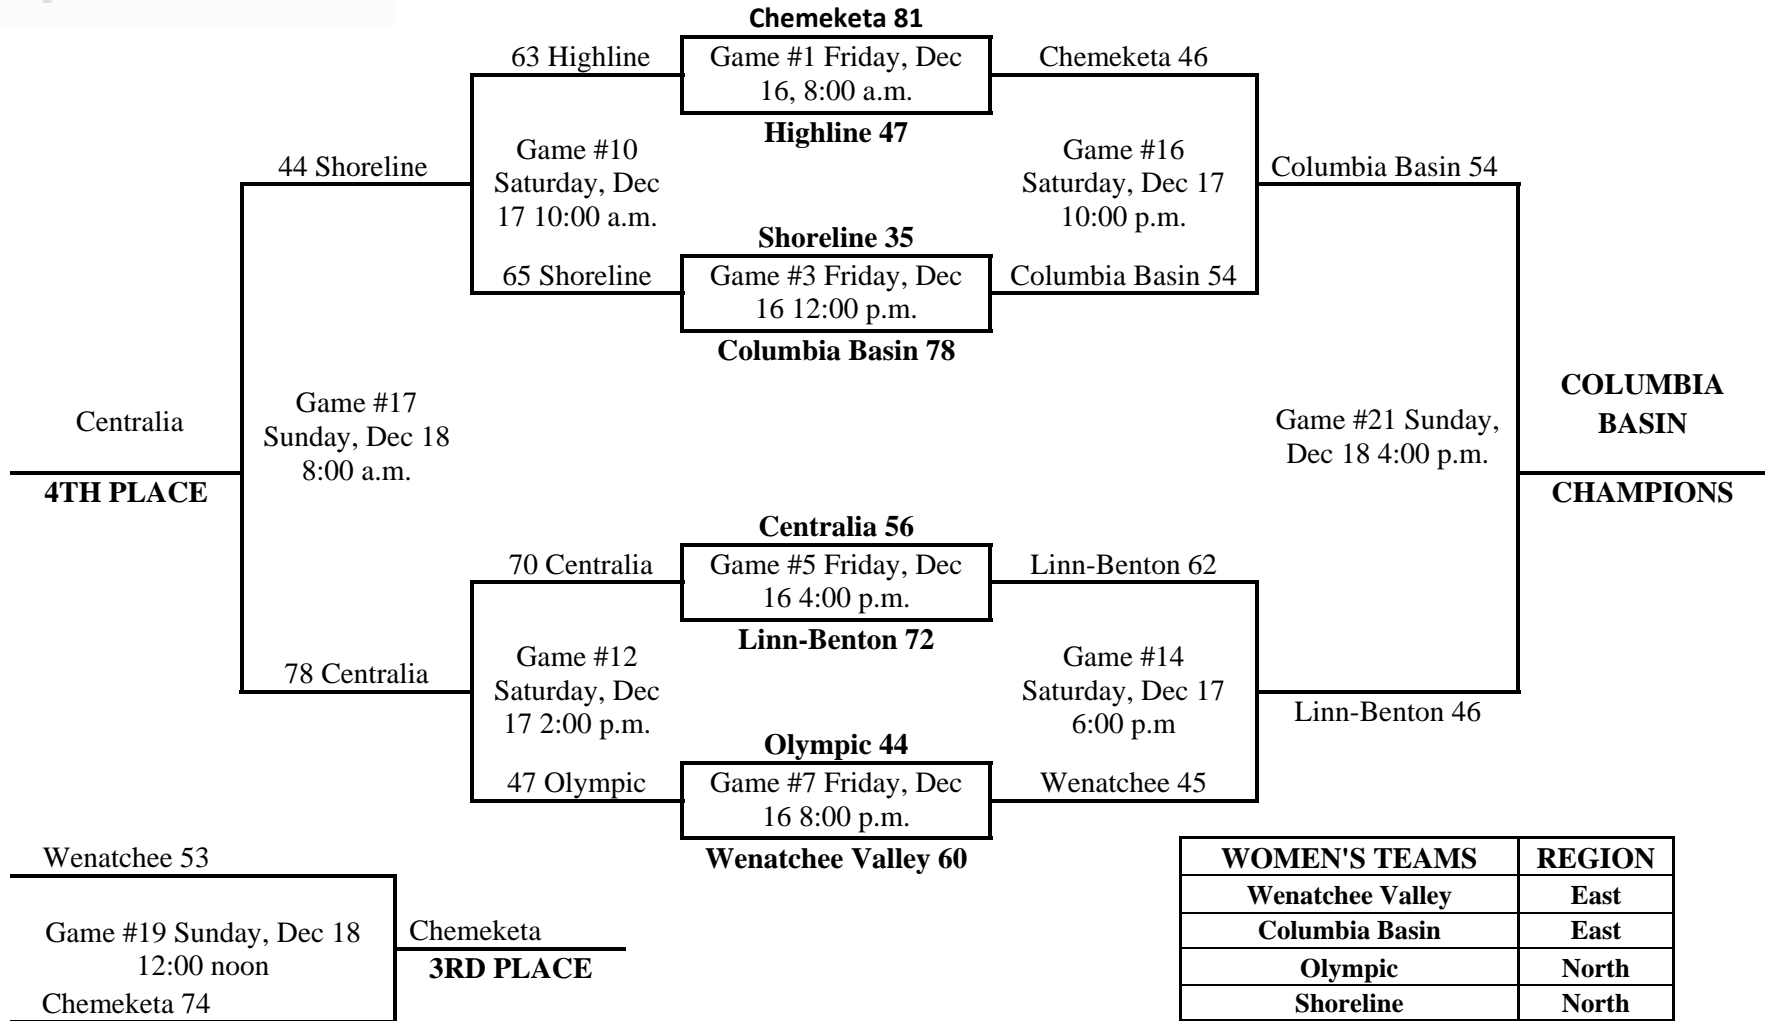 Chemeketa 81
63 Highline
Game #1 Friday, Dec
16, 8:00 a.m.
Chemeketa 46
Highline 47
44 Shoreline
Game #10
Saturday, Dec
17 10:00 a.m.
Game #16
Saturday, Dec 17
10:00 p.m.
Columbia Basin 54
Shoreline 35
65 Shoreline
Game #3 Friday, Dec
16 12:00 p.m.
Columbia Basin 54
Columbia Basin 78
Centralia
4TH PLACE
Game #17
Sunday, Dec 18
8:00 a.m.
Game #21 Sunday,
Dec 18 4:00 p.m.
COLUMBIA
BASIN
CHAMPIONS
Centralia 56
70 Centralia
Game #5 Friday, Dec
16 4:00 p.m.
Linn-Benton 62
Linn-Benton 72
78 Centralia
Game #12
Saturday, Dec
17 2:00 p.m.
Game #14
Saturday, Dec 17
6:00 p.m
Linn-Benton 46
Olympic 44
47 Olympic
Game #7 Friday, Dec
16 8:00 p.m.
Wenatchee 45
Wenatchee Valley 60
Wenatchee 53
Game #19 Sunday, Dec 18
12:00 noon
Chemeketa 74
Chemeketa
3RD PLACE
WOMEN'S TEAMS REGION
Wenatchee Valley East
Columbia Basin East
Olympic North
Shoreline North